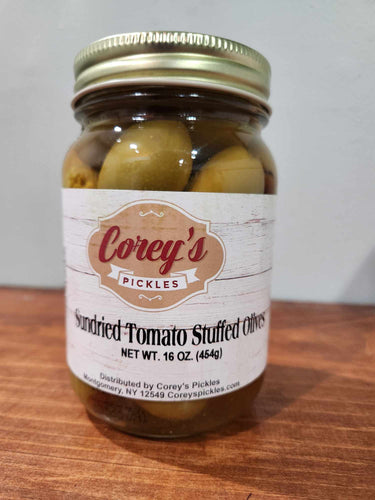 Corey's
PICKLES
Sundried Tomato Stuffed Olives
NET WT. 16 OZ. (454g)
Distributed by Corey's Pickles
Montgomery, NY 12549 Coreyspickles.com